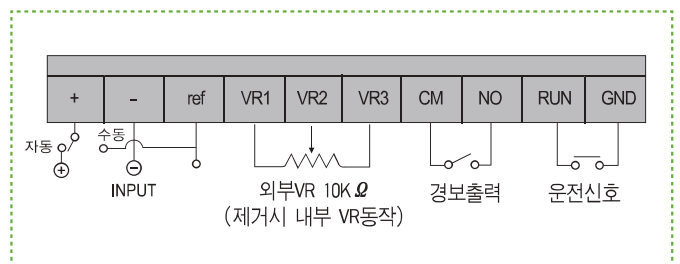 + - ref VR1 VR2 VR3 CM NO RUN GND
자동 수동
+ -
INPUT
외부VR 10K Ω 경보출력 운전신호
(제거시 내부 VR동작)